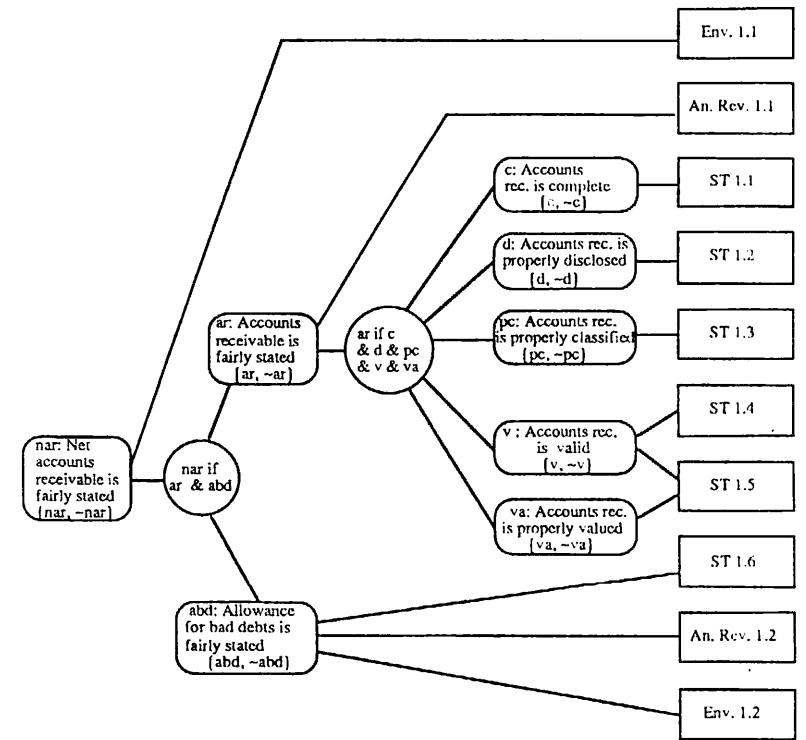 Env. 1.1
An. Rev. 1.1
c: Accounts
rec. is complete
{c, ~c}
ST 1.1
d: Accounts rec. is
properly disclosed
{d, ~d}
ST 1.2
ar: Accounts
receivable is
fairly stated
{ar, ~ar}
ar if c
& d & pc
& v & va
pc: Accounts rec.
is properly classified
{pc, ~pc}
ST 1.3
nar: Net
accounts
receivable is
fairly stated
{nar, ~nar}
nar if
ar & abd
v : Accounts rec.
is valid
{v, ~v}
ST 1.4
ST 1.5
va: Accounts rec.
is properly valued
{va, ~va}
ST 1.6
abd: Allowance
for bad debts is
fairly stated
{abd, ~abd}
An. Rev. 1.2
Env. 1.2